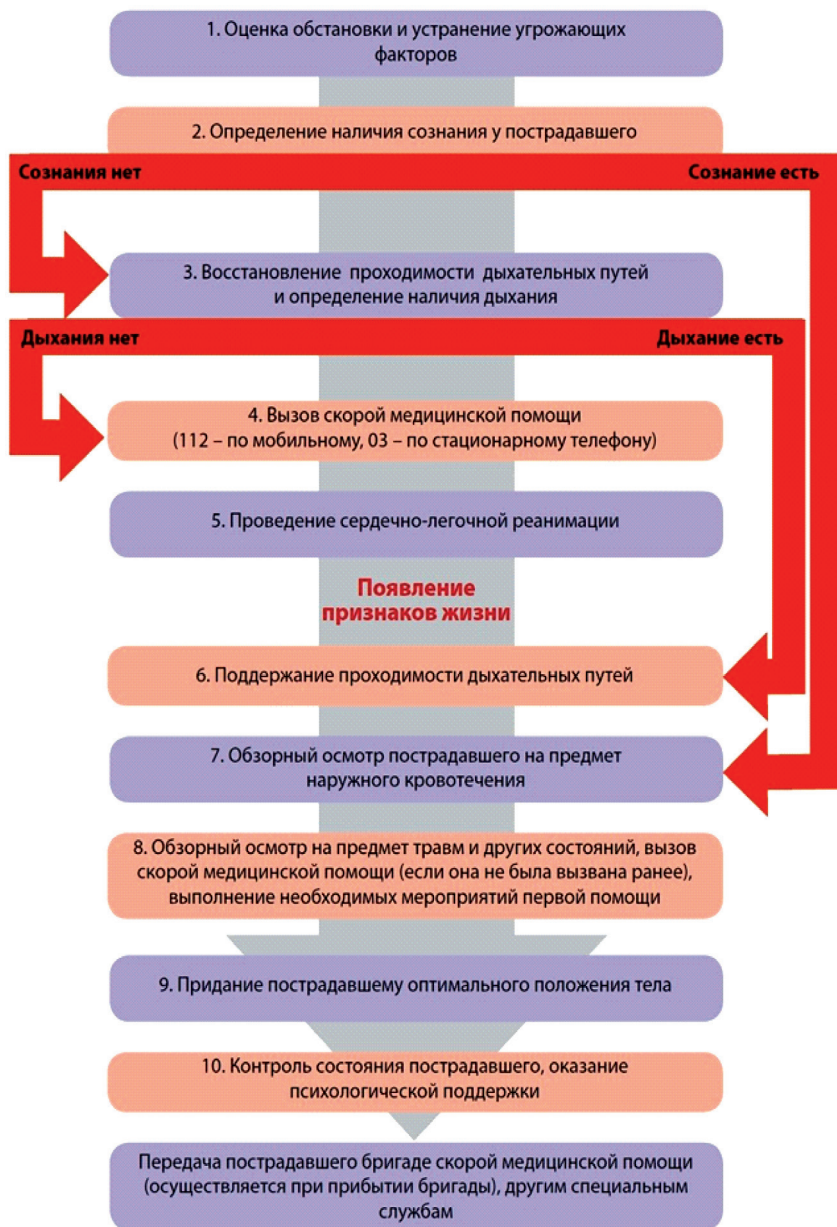 1. Оценка обстановки и устранение угрожающих
факторов
2. Определение наличия сознания у пострадавшего
Сознания нет
Сознание есть
3. Восстановление проходимости дыхательных путей
и определение наличия дыхания
Дыхания нет
Дыхание есть
4. Вызов скорой медицинской помощи
(112 – по мобильному, 03 – по стационарному телефону)
5. Проведение сердечно-легочной реанимации
Появление
признаков жизни
6. Поддержание проходимости дыхательных путей
7. Обзорный осмотр пострадавшего на предмет
наружного кровотечения
8. Обзорный осмотр на предмет травм и других состояний, вызов
скорой медицинской помощи (если она не была вызвана ранее),
выполнение необходимых мероприятий первой помощи
9. Придание пострадавшему оптимального положения тела
10. Контроль состояния пострадавшего, оказание
психологической поддержки
Передача пострадавшего бригаде скорой медицинской помощи
(осуществляется при прибытии бригады), другим специальным
службам